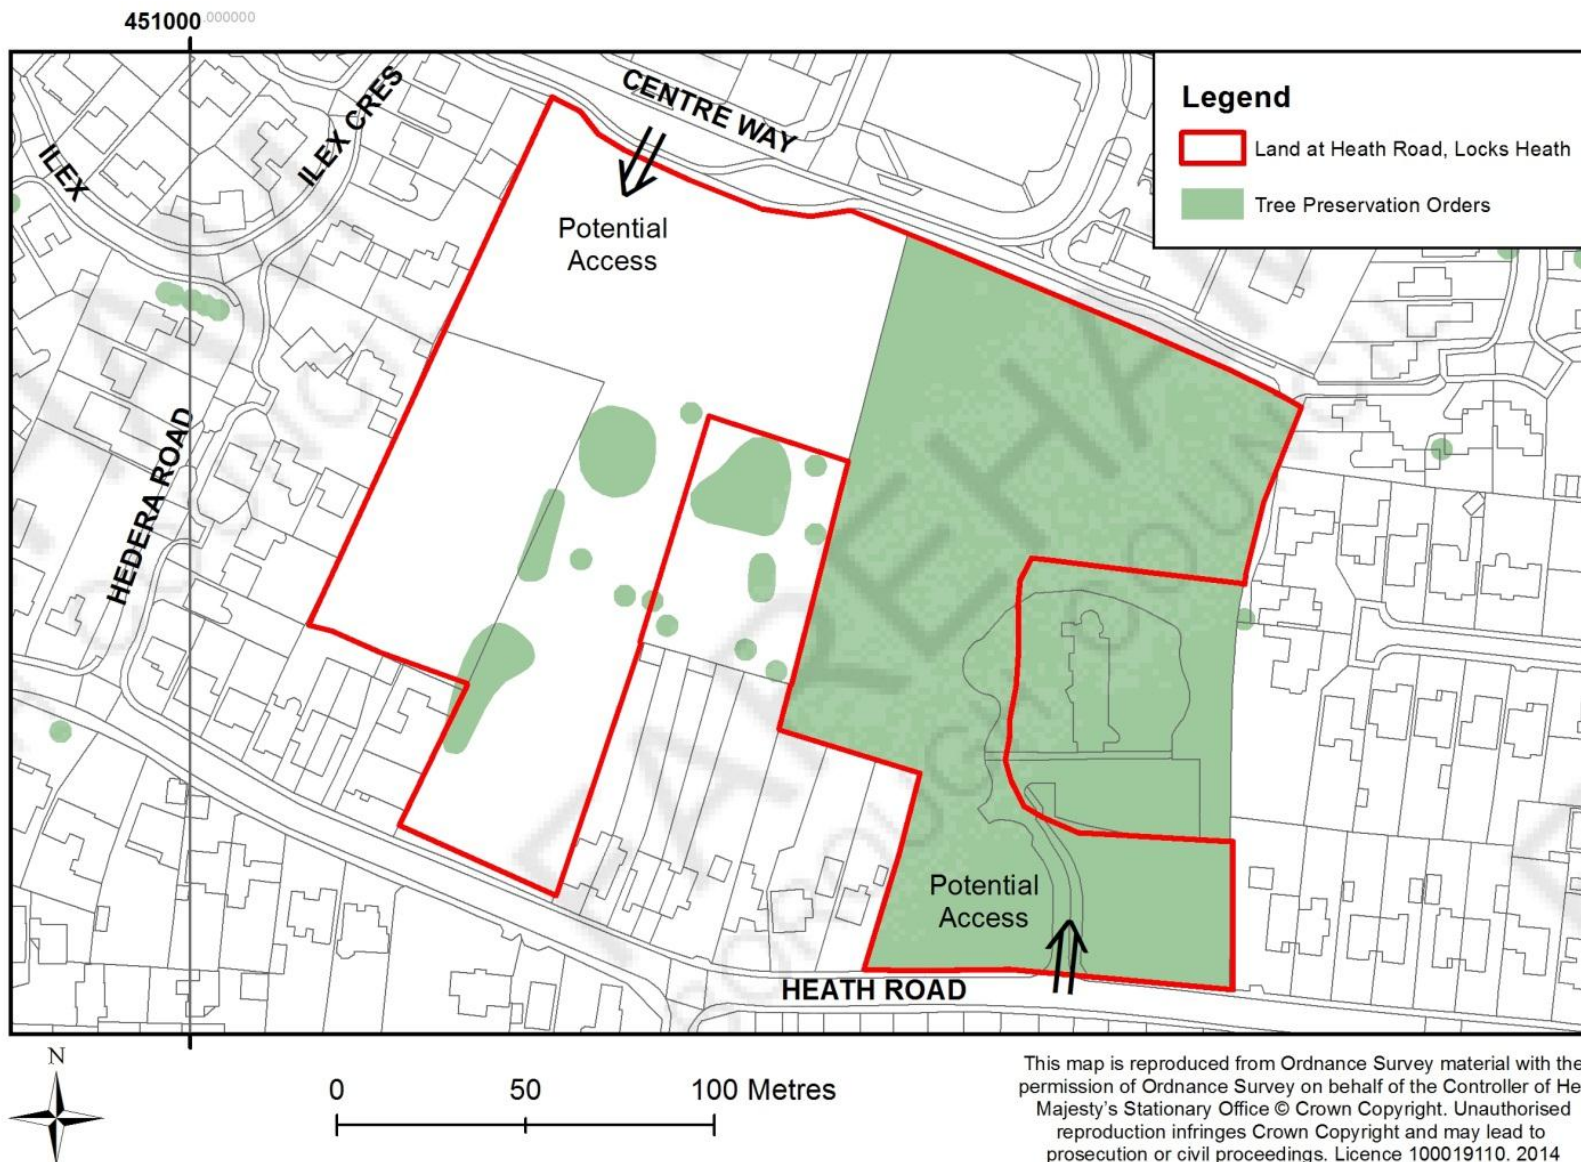 451000.000000
CENTRE WAY
ILEX CRES
ILEX
Legend
Land at Heath Road, Locks Heath
Tree Preservation Orders
Potential
Access
HEDERA ROAD
FAREHAM
BOROUGH COUNCIL
Potential
Access
HEATH ROAD
N
0 50 100 Metres
This map is reproduced from Ordnance Survey material with the
permission of Ordnance Survey on behalf of the Controller of He
Majesty's Stationary Office © Crown Copyright. Unauthorised
reproduction infringes Crown Copyright and may lead to
prosecution or civil proceedings. Licence 100019110. 2014